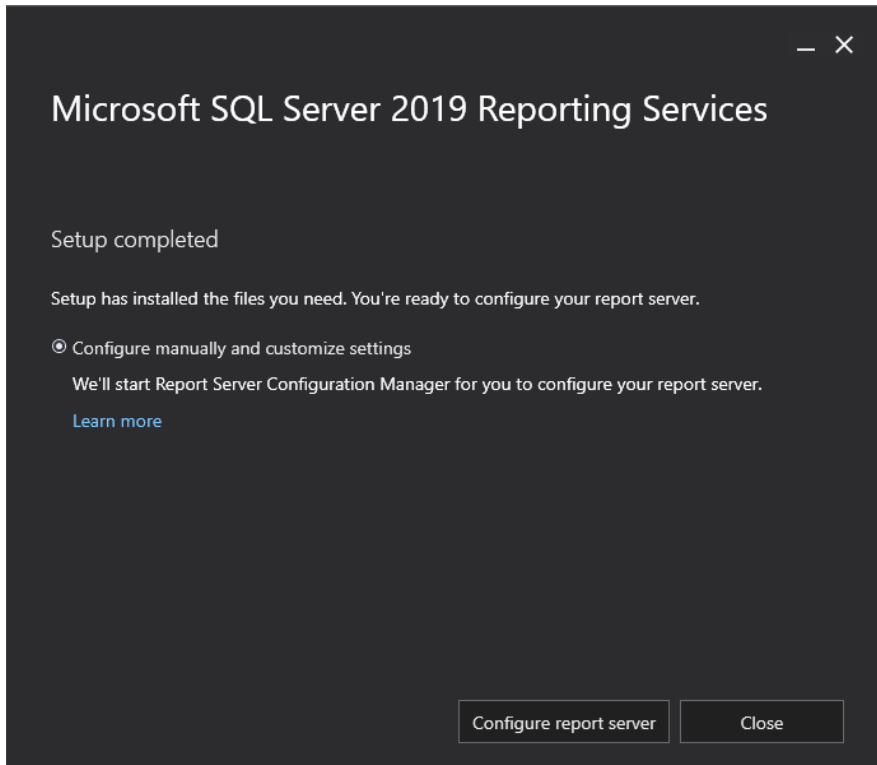 Microsoft SQL Server 2019 Reporting Services
Setup completed
Setup has installed the files you need. You're ready to configure your report server.
Configure manually and customize settings
We'll start Report Server Configuration Manager for you to configure your report server.
Learn more
Configure report server
Close